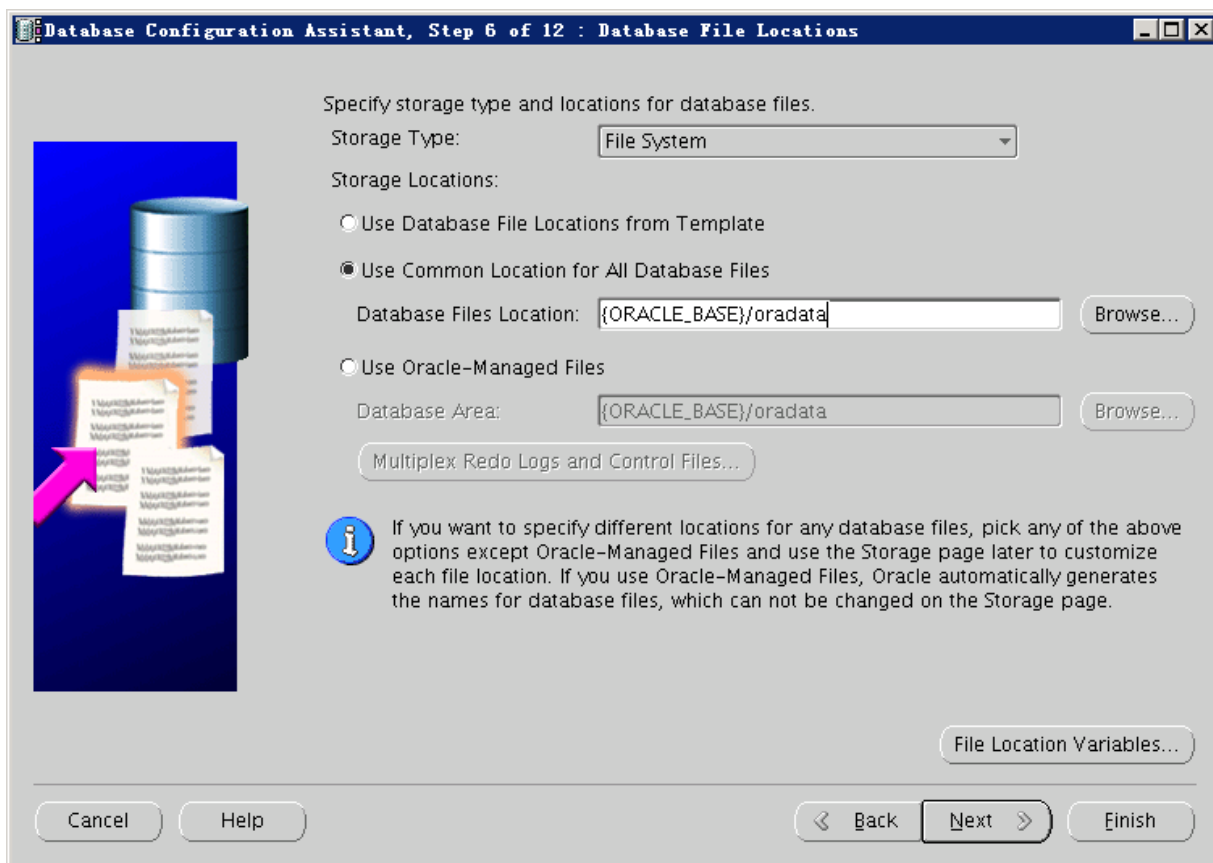 Database Configuration Assistant, Step 6 of 12 : Database File Locations
Specify storage type and locations for database files.
Storage Type:
File System
Storage Locations:
Use Database File Locations from Template
Use Common Location for All Database Files
Database Files Location:
{ORACLE_BASE}/oradata
Browse...
Use Oracle-Managed Files
Database Area:
{ORACLE_BASE}/oradata
Browse...
Multiplex Redo Logs and Control Files...
If you want to specify different locations for any database files, pick any of the above
options except Oracle-Managed Files and use the Storage page later to customize
each file location. If you use Oracle-Managed Files, Oracle automatically generates
the names for database files, which can not be changed on the Storage page.
File Location Variables...
Cancel
Help
Back
Next
Finish